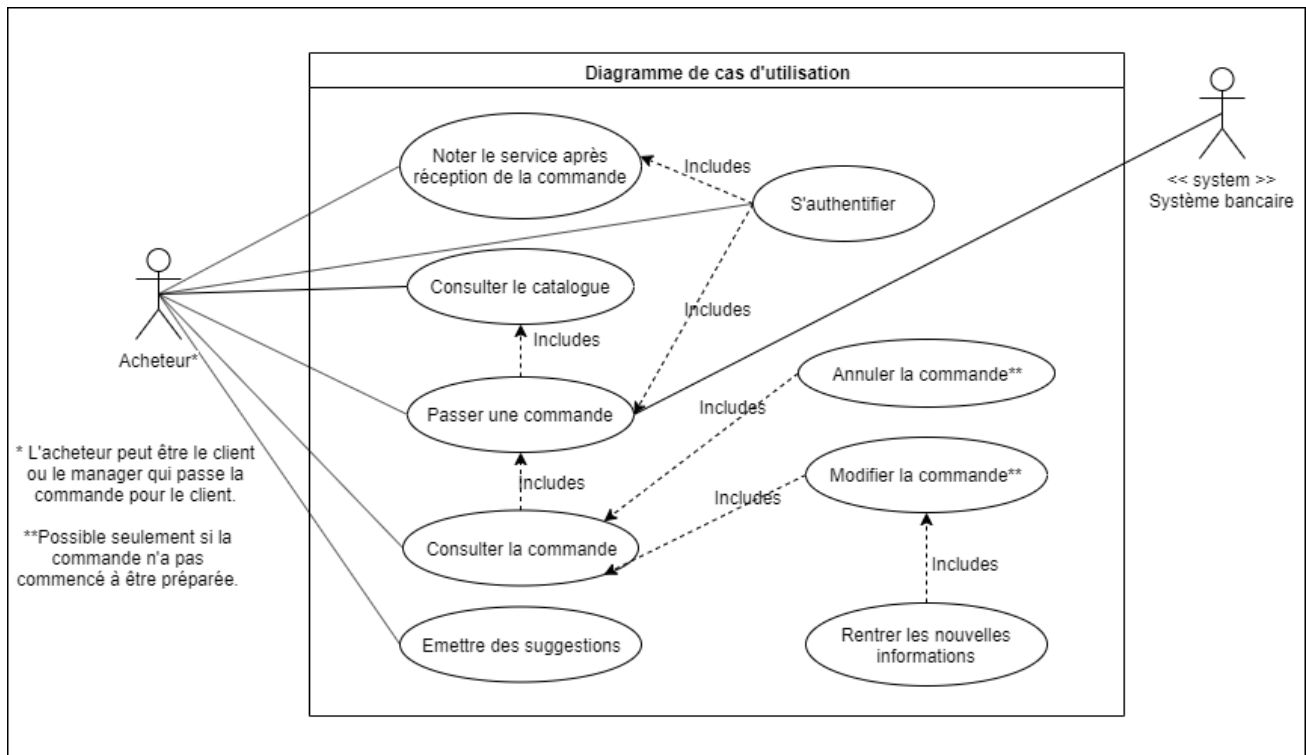 Diagramme de cas d'utilisation
Noter le service après
réception de la commande
Includes
S'authentifier
<< system >>
Système bancaire
Consulter le catalogue
Includes
Includes
Acheteur*
Passer une commande
Annuler la commande**
Includes
* L'acheteur peut être le client
ou le manager qui passe la
commande pour le client.
Includes
Modifier la commande**
Includes
**Possible seulement si la
commande n'a pas
commencé à être préparée.
Consulter la commande
Includes
Emettre des suggestions
Rentrer les nouvelles
informations